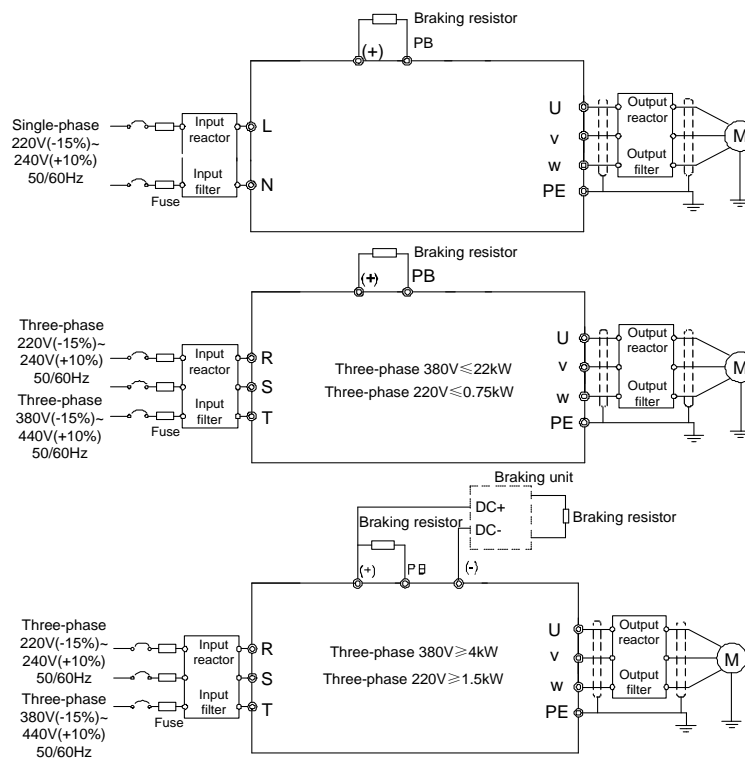 Braking resistor
(+)
PB
Single-phase
220V(-15%)~
240V(+10%)
50/60Hz
Fuse
Input
reactor
Input
filter
L
N
U
v
w
PE
Output
reactor
Output
filter
M
Braking resistor
(+)
PB
Three-phase
220V(-15%)~
240V(+10%)
50/60Hz
Three-phase
380V(-15%)~
440V(+10%)
50/60Hz
Fuse
Input
reactor
Input
filter
R
S
T
Three-phase 380V≦22kW
Three-phase 220V≦0.75kW
U
v
w
PE
Output
reactor
Output
filter
M
Braking unit
DC+
DC-
Braking resistor
Braking resistor
(+)
PB
(-)
Three-phase
220V(-15%)~
240V(+10%)
50/60Hz
Three-phase
380V(-15%)~
440V(+10%)
50/60Hz
Fuse
Input
reactor
Input
filter
R
S
T
Three-phase 380V≧4kW
Three-phase 220V≧1.5kW
U
v
w
PE
Output
reactor
Output
filter
M